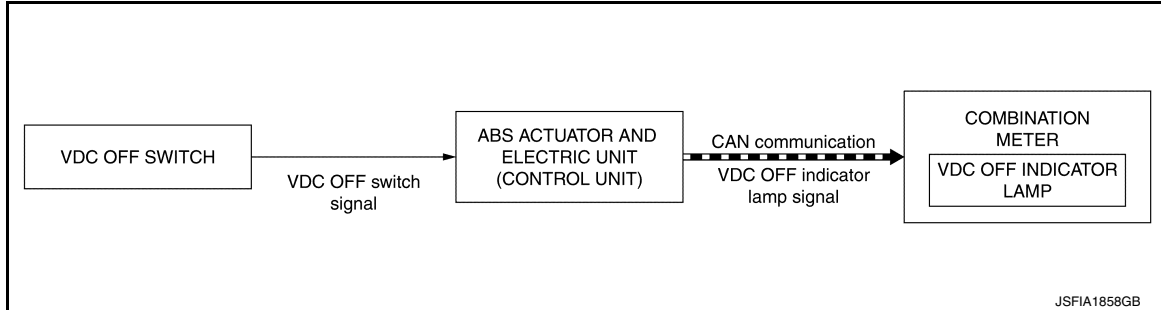 VDC OFF SWITCH
VDC OFF switch
signal
ABS ACTUATOR AND
ELECTRIC UNIT
(CONTROL UNIT)
CAN communication
VDC OFF indicator
lamp signal
COMBINATION
METER
VDC OFF INDICATOR
LAMP
JSFIA1858GB